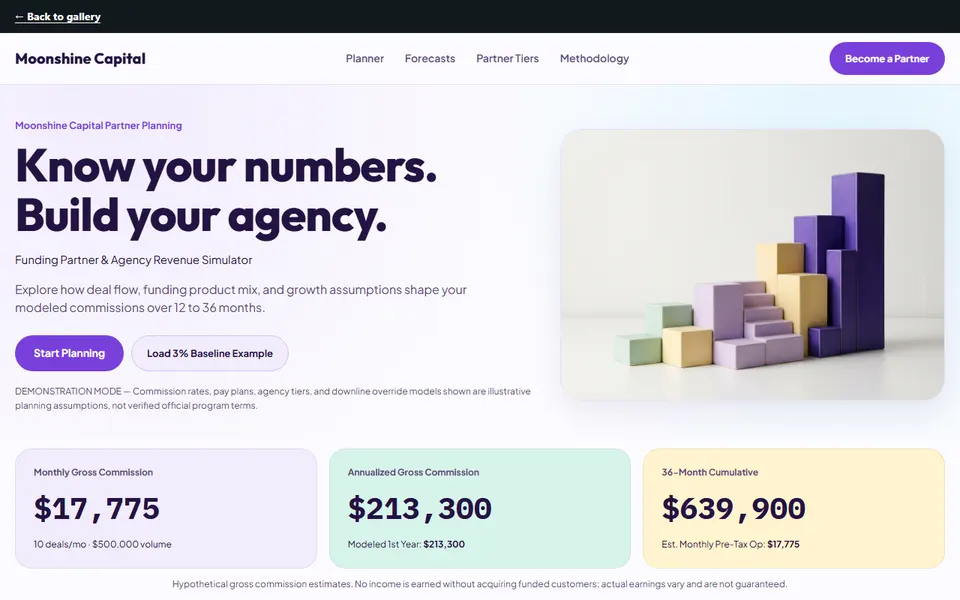 ← Back to gallery
Moonshine Capital
Planner
Forecasts
Partner Tiers
Methodology
Become a Partner
Moonshine Capital Partner Planning
Know your numbers.
Build your agency.
Funding Partner & Agency Revenue Simulator
Explore how deal flow, funding product mix, and growth assumptions shape your
modeled commissions over 12 to 36 months.
Start Planning
Load 3% Baseline Example
DEMONSTRATION MODE — Commission rates, pay plans, agency tiers, and downline override models shown are illustrative
planning assumptions, not verified official program terms.
Monthly Gross Commission
$17,775
10 deals/mo · $500,000 volume
Annualized Gross Commission
$213,300
Modeled 1st Year: $213,300
36-Month Cumulative
$639,900
Est. Monthly Pre-Tax Op: $17,775
Hypothetical gross commission estimates. No income is earned without acquiring funded customers; actual earnings vary and are not guaranteed.